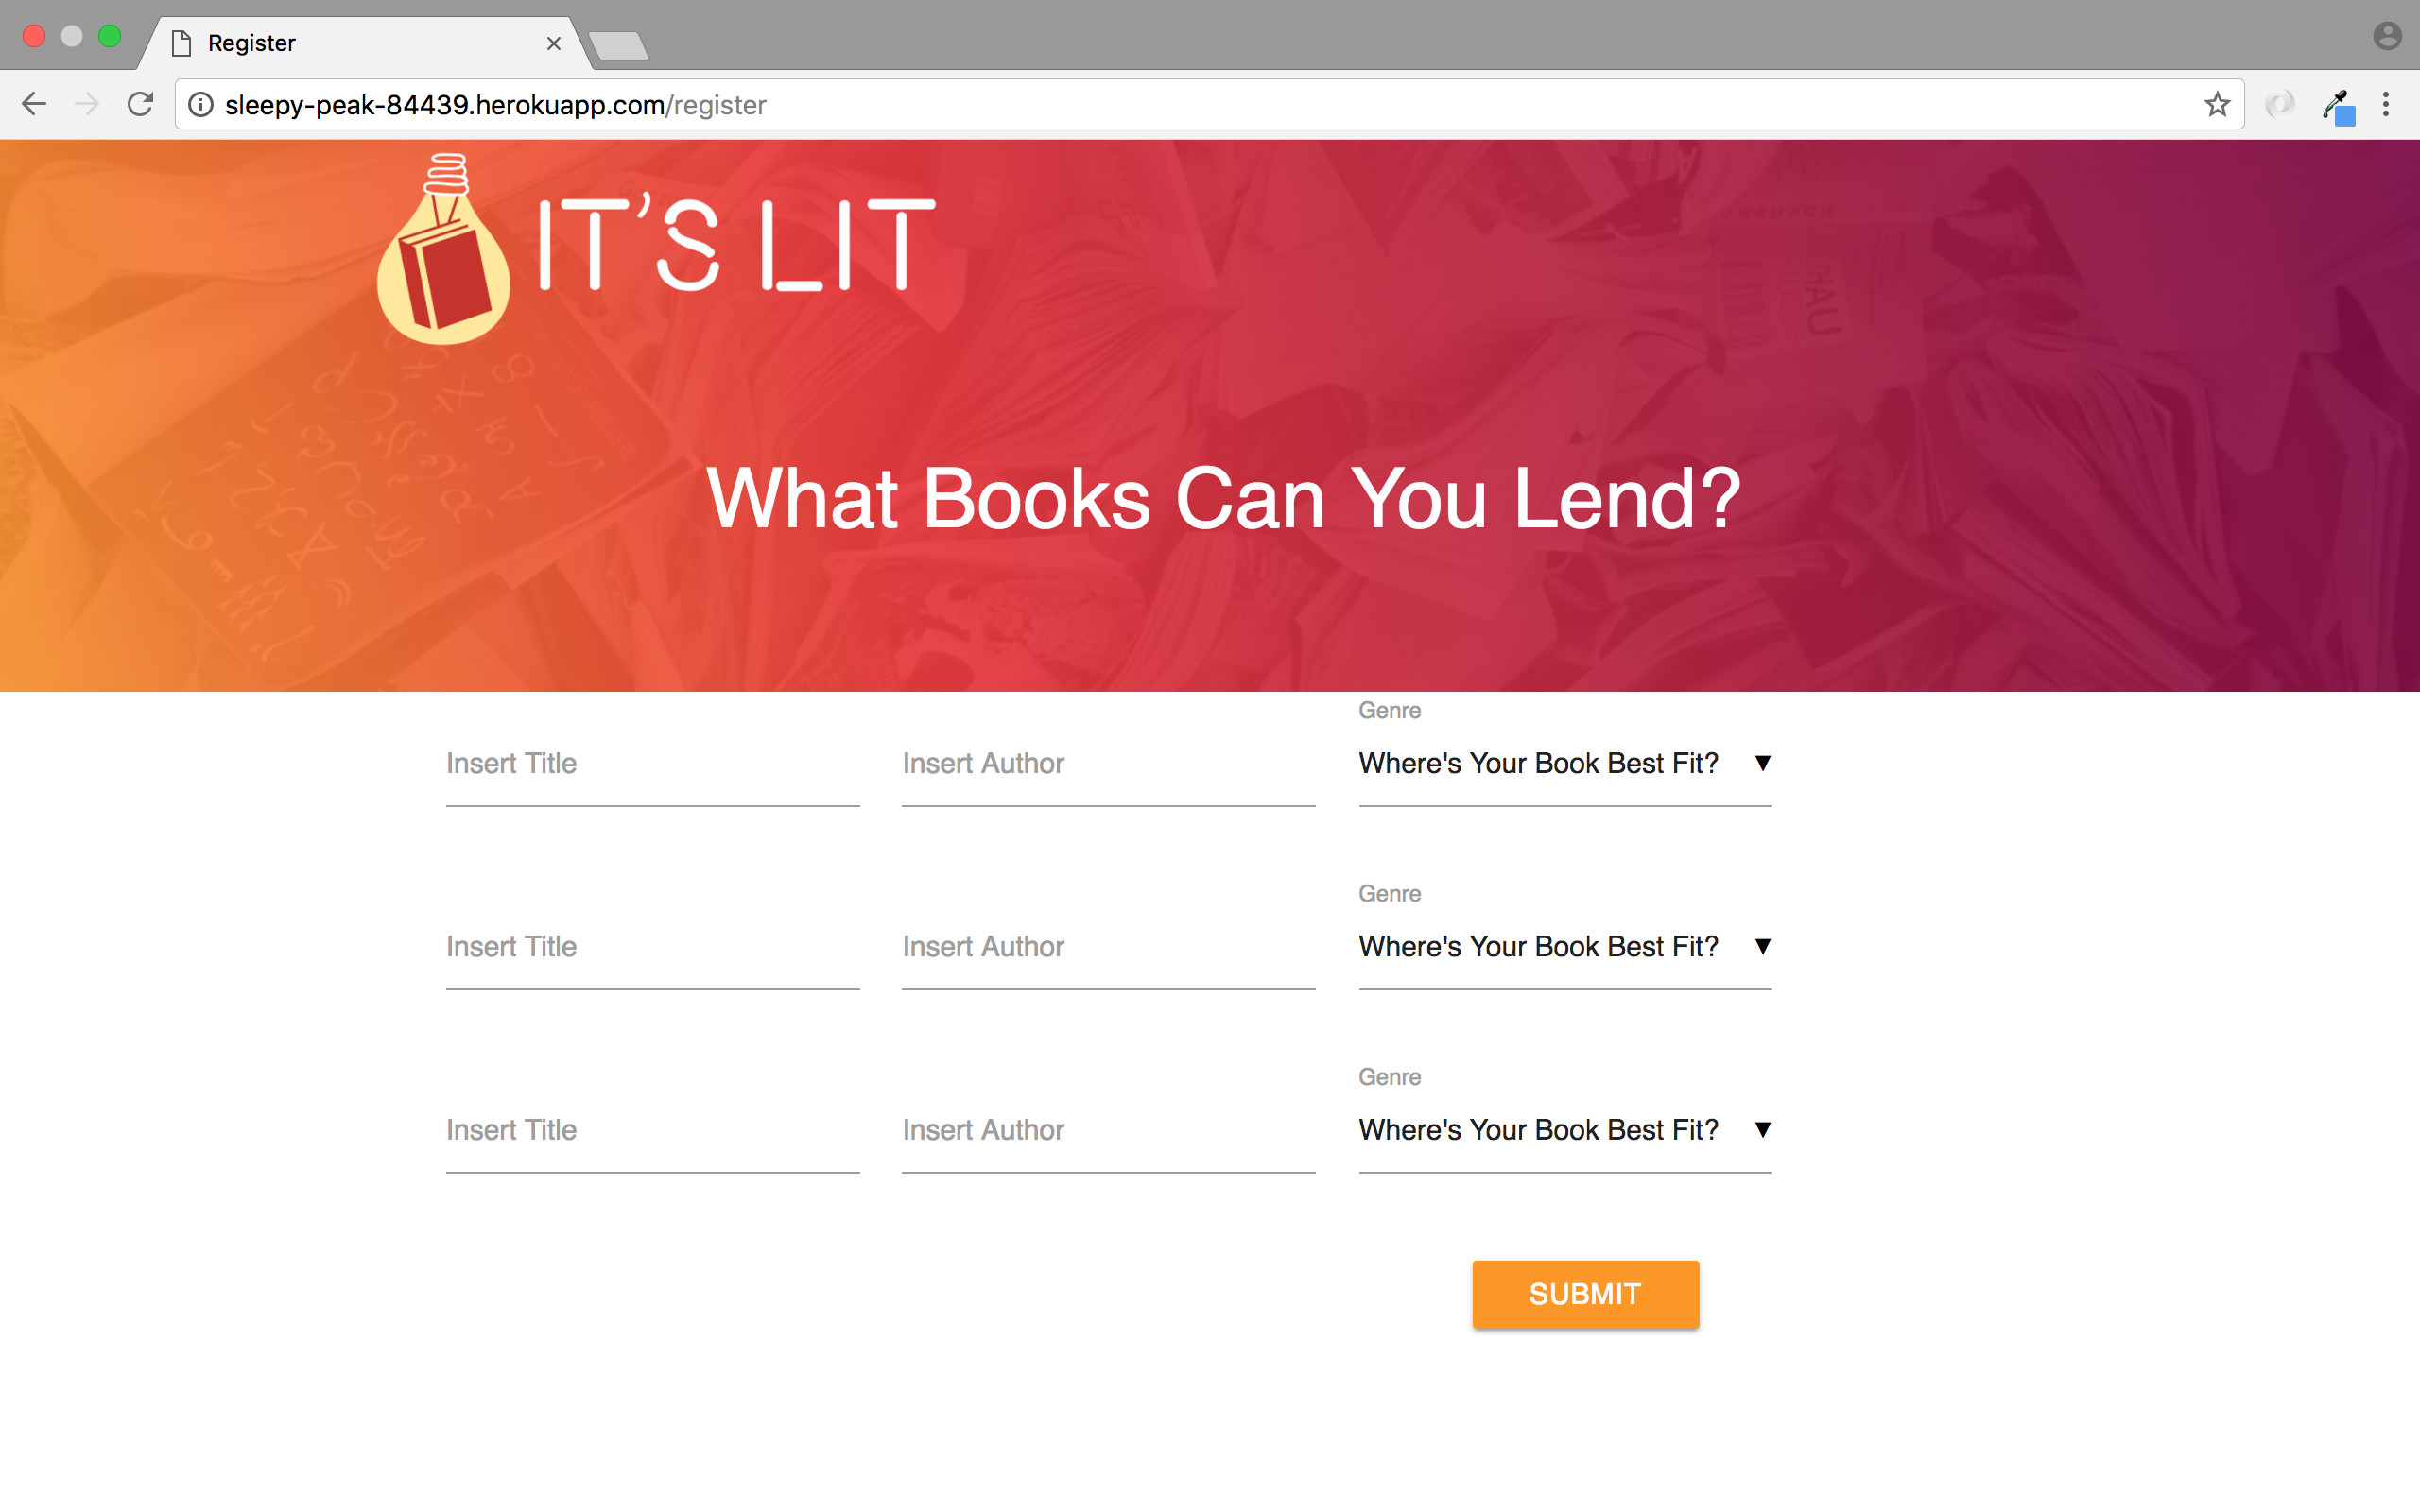 Register
sleepy-peak-84439.herokuapp.com/register
IT'S LIT
What Books Can You Lend?
Genre
Insert Title Insert Author Where's Your Book Best Fit? ▼
Genre
Insert Title Insert Author Where's Your Book Best Fit? ▼
Genre
Insert Title Insert Author Where's Your Book Best Fit? ▼
SUBMIT